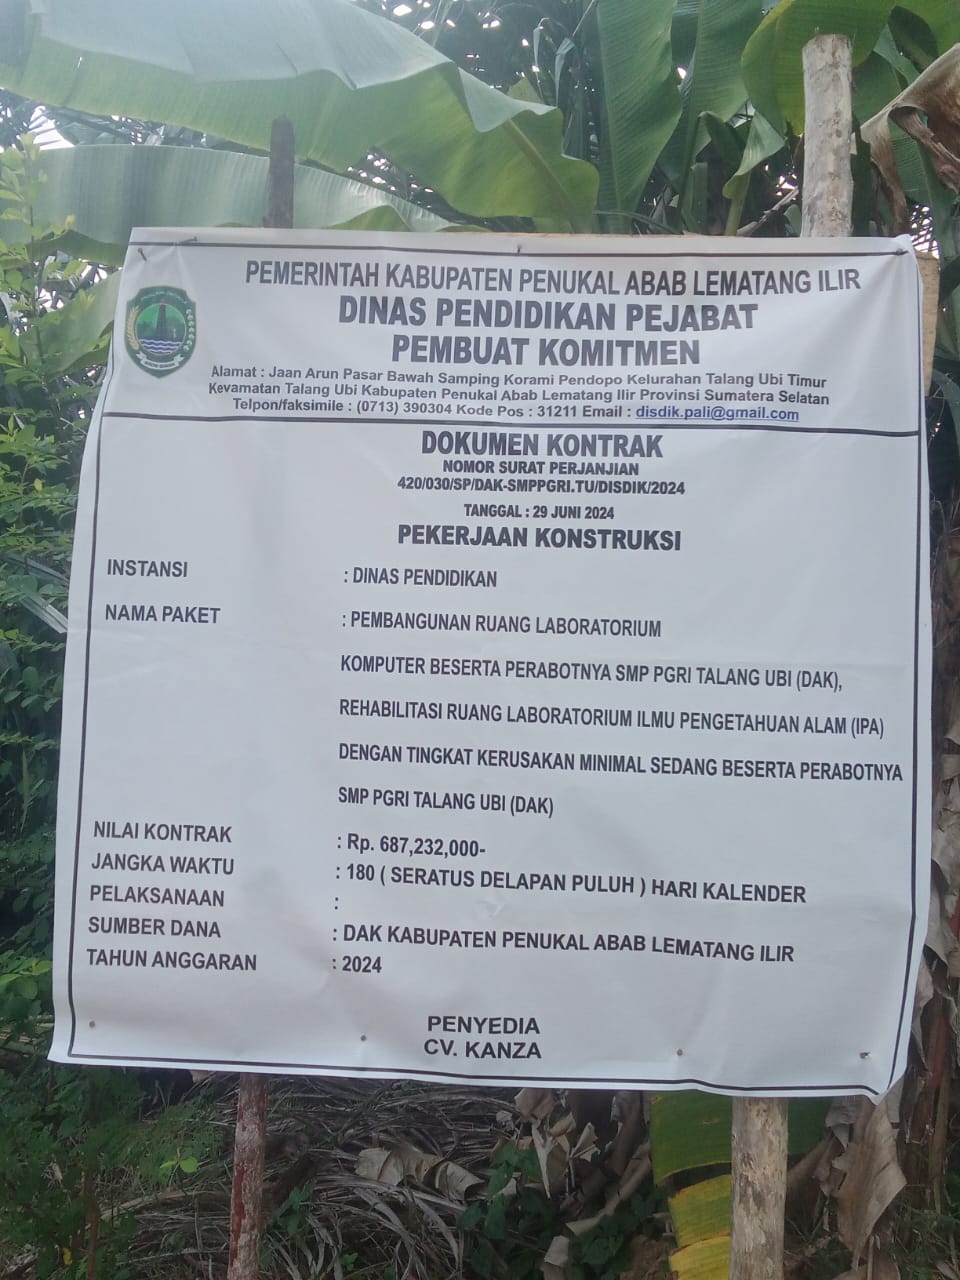 PEMERINTAH KABUPATEN PENUKAL ABAB LEMATANG ILIR
DINAS PENDIDIKAN PEJABAT
PEMBUAT KOMITMEN
Alamat : Jaan Arun Pasar Bawah Samping Korami Pendopo Kelurahan Talang Ubi Timur
Kevamatan Talang Ubi Kabupaten Penukal Abab Lematang Ilir Provinsi Sumatera Selatan
Telpon/faksimile : (0713) 390304 Kode Pos : 31211 Email : disdik.pali@gmail.com
DOKUMEN KONTRAK
NOMOR SURAT PERJANJIAN
420/030/SP/DAK-SMPPGRI.TU/DISDIK/2024
TANGGAL : 29 JUNI 2024
PEKERJAAN KONSTRUKSI
INSTANSI : DINAS PENDIDIKAN
NAMA PAKET : PEMBANGUNAN RUANG LABORATORIUM
KOMPUTER BESERTA PERABOTNYA SMP PGRI TALANG UBI (DAK),
REHABILITASI RUANG LABORATORIUM ILMU PENGETAHUAN ALAM (IPA)
DENGAN TINGKAT KERUSAKAN MINIMAL SEDANG BESERTA PERABOTNYA
SMP PGRI TALANG UBI (DAK)
NILAI KONTRAK : Rp. 687,232,000-
JANGKA WAKTU : 180 ( SERATUS DELAPAN PULUH ) HARI KALENDER
PELAKSANAAN :
SUMBER DANA : DAK KABUPATEN PENUKAL ABAB LEMATANG ILIR
TAHUN ANGGARAN : 2024
PENYEDIA
CV. KANZA